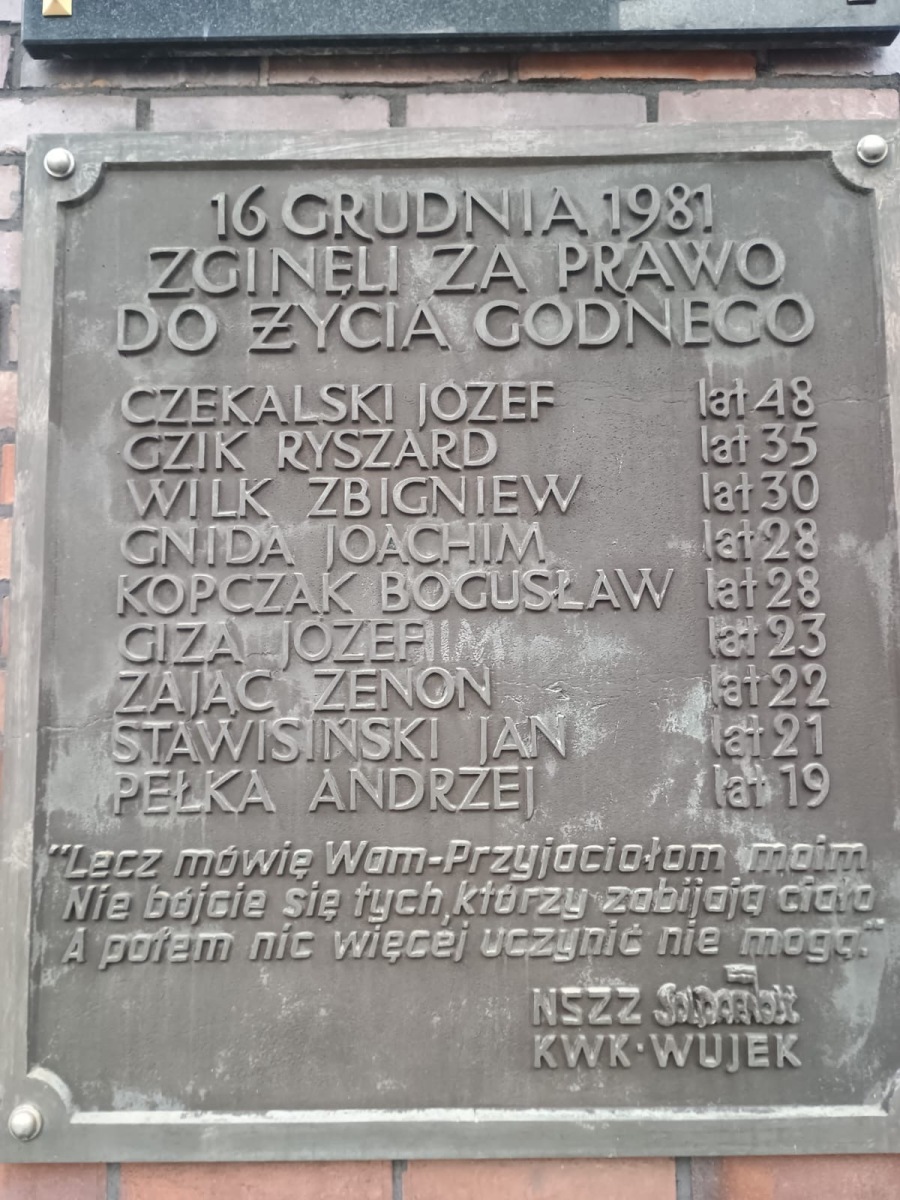 16 GRUDNIA 1981
ZGINĘLI ZA PRAWO
DO ŻYCIA GODNEGO
CZEKALSKI JÓZEF lat 48
GZIK RYSZARD lat 35
WILK ZBIGNIEW lat 30
GNIDA JOACHIM lat 28
KOPCZAK BOGUSŁAW lat 28
GIZA JÓZEF lat 23
ZAJĄC ZENON lat 22
STAWISIŃSKI JAN lat 21
PEŁKA ANDRZEJ lat 19
"Lecz mówię Wam-Przyjaciołom moim
Nie bójcie się tych, którzy zabijają ciało
A potem nic więcej uczynić nie mogą."
NSZZ Solidarność
KWK·WUJEK